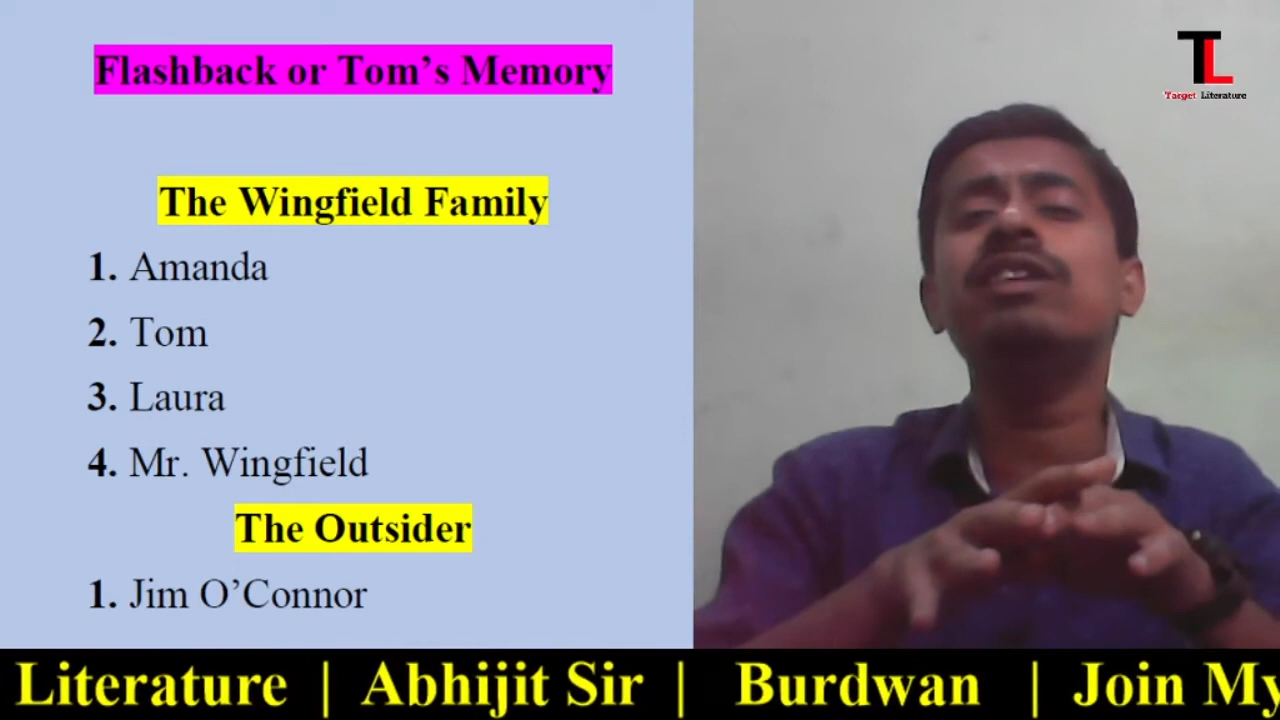 Flashback or Tom’s Memory
The Wingfield Family
1. Amanda
2. Tom
3. Laura
4. Mr. Wingfield
The Outsider
1. Jim O’Connor
TL
Target Literature
Literature | Abhijit Sir | Burdwan | Join My